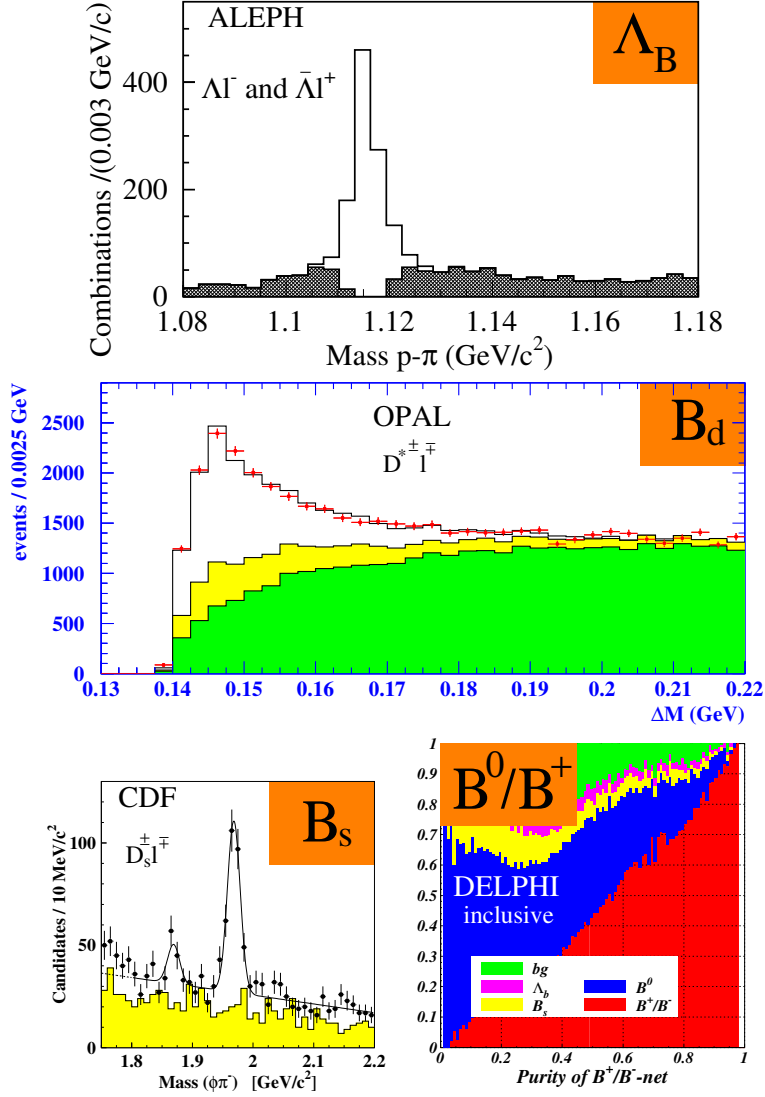 ALEPH
Λ_B
Λl⁻ and Λ̄l⁺
Combinations /(0.003 GeV/c)
400
200
0
1.08 1.1 1.12 1.14 1.16 1.18
Mass p-π (GeV/c²)
OPAL
B_d
D*± l∓
events / 0.0025 GeV
2500
2000
1500
1000
500
0
0.13 0.14 0.15 0.16 0.17 0.18 0.19 0.2 0.21 0.22
ΔM (GeV)
CDF
B_s
D_s± l∓
Candidates / 10 MeV/c²
100
50
0
1.8 1.9 2 2.1 2.2
Mass (φπ⁻) [GeV/c²]
B⁰/B⁺
DELPHI
inclusive
1
0.9
0.8
0.7
0.6
0.5
0.4
0.3
0.2
0.1
0
bg
Λ_b
B_s
B⁰
B⁺/B⁻
0 0.2 0.4 0.6 0.8 1
Purity of B⁺/B⁻-net